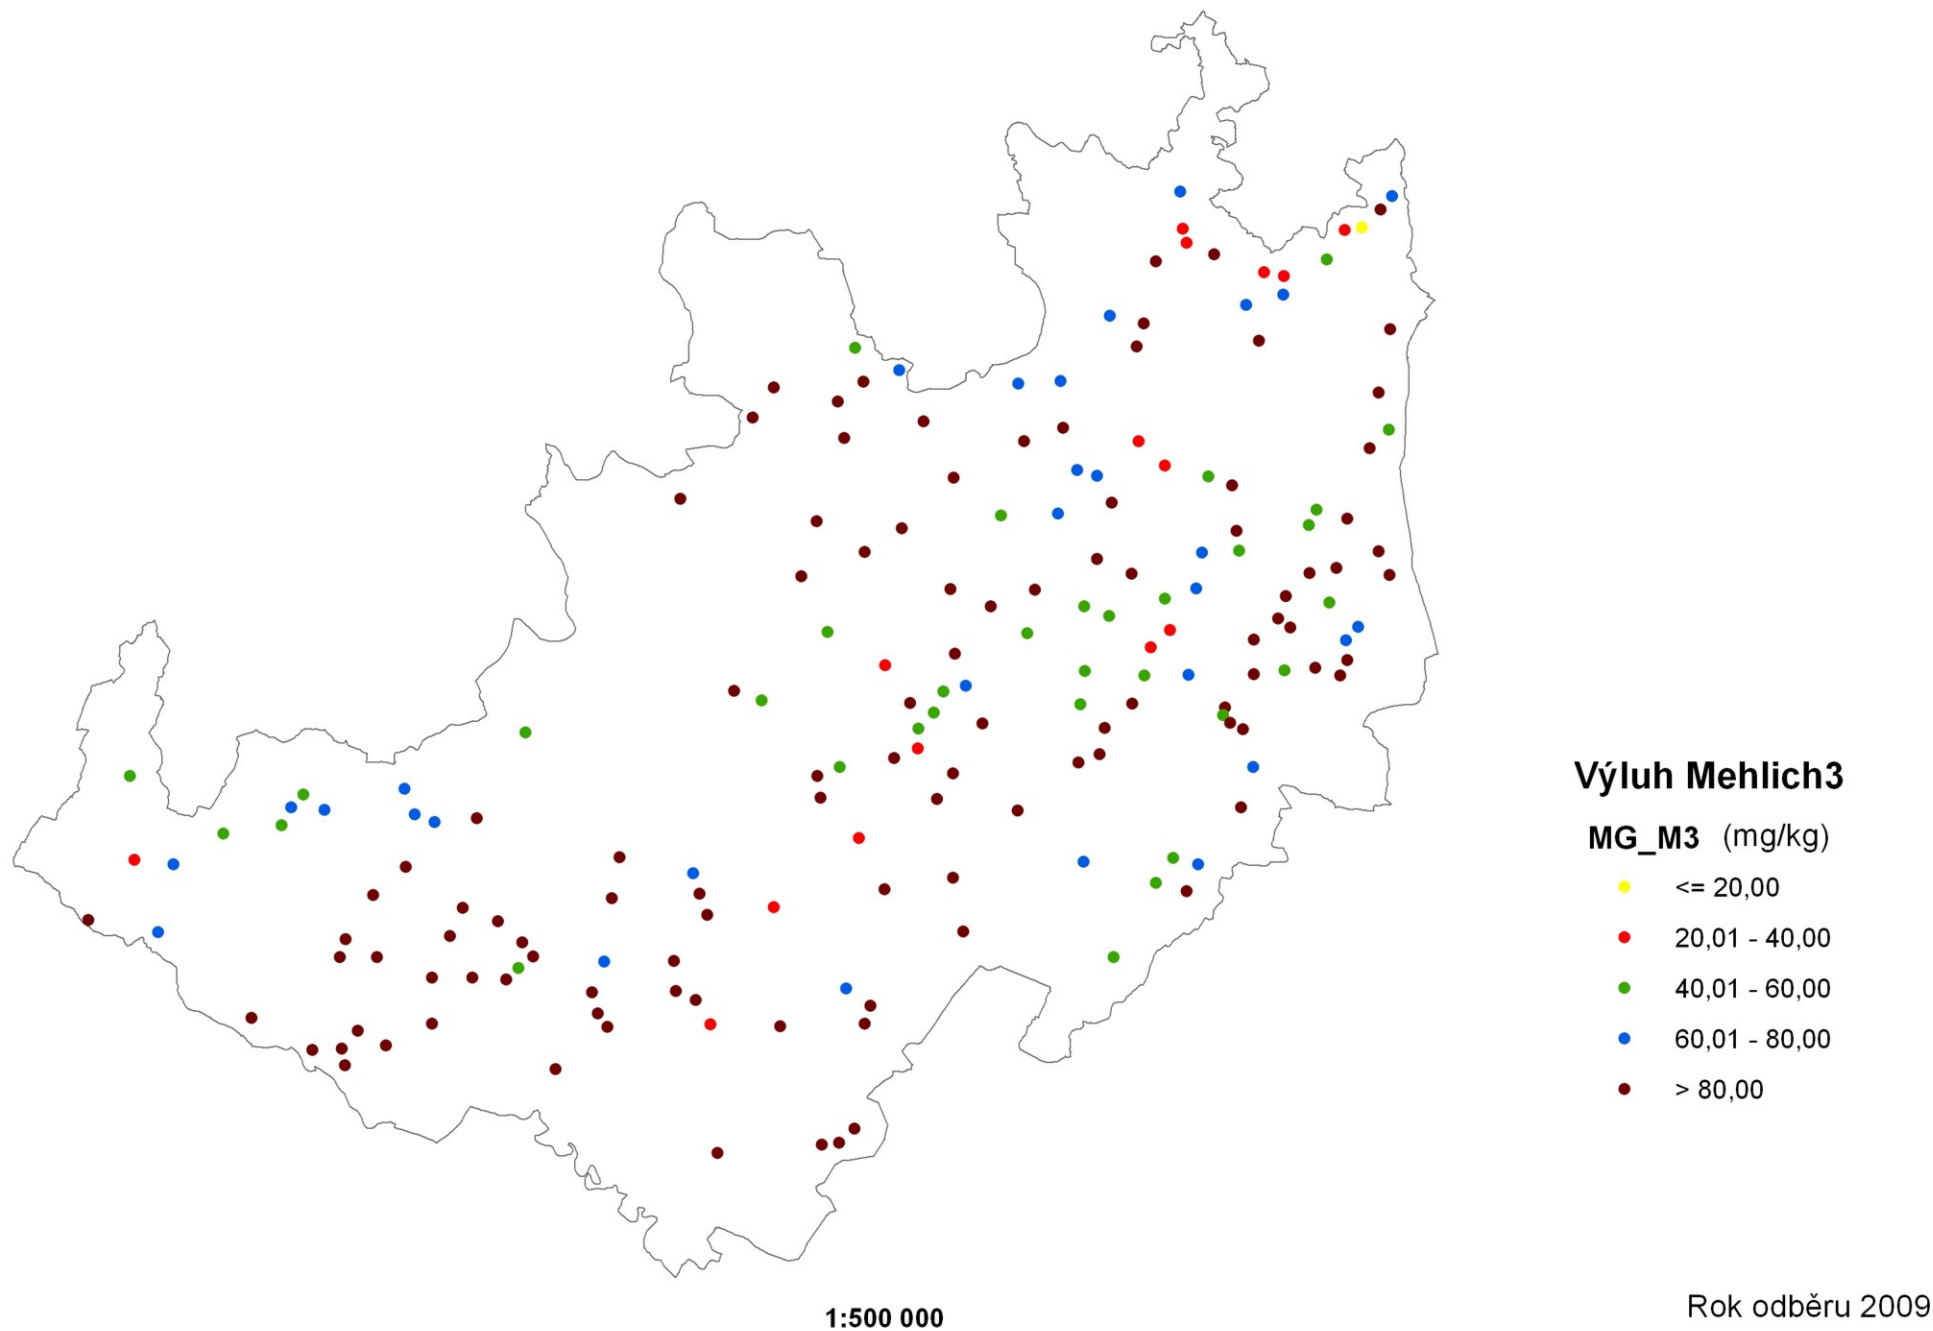 Výluh Mehlich3
MG_M3 (mg/kg)
<= 20,00
20,01 - 40,00
40,01 - 60,00
60,01 - 80,00
> 80,00
1:500 000
Rok odběru 2009